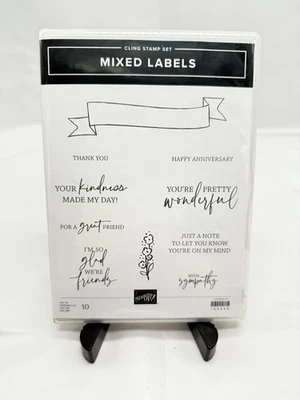 CLING STAMP SET
MIXED LABELS
THANK YOU
HAPPY ANNIVERSARY
YOUR kindness
MADE MY DAY!
YOU'RE PRETTY
wonderful
FOR A great FRIEND
I'M SO
glad
WE'RE
friends
JUST A NOTE
TO LET YOU KNOW
YOU'RE ON MY MIND
WITH
sympathy
10
STAMPIN' UP!